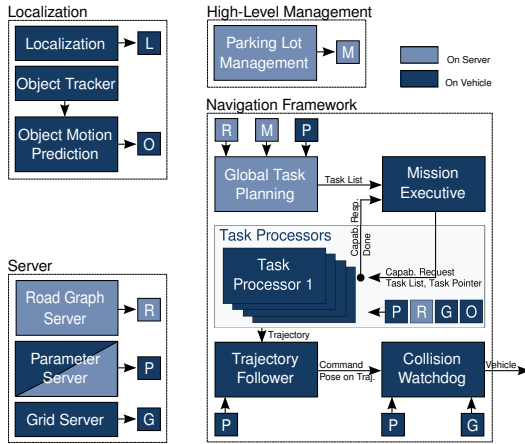 Localization
Localization
L
Object Tracker
Object Motion
Prediction
O
High-Level Management
Parking Lot
Management
M
On Server
On Vehicle
Navigation Framework
R
M
P
Global Task
Planning
Task List
Mission
Executive
Capab. Resp.
Done
Task Processors
Task
Processor 1
Capab. Request
Task List, Task Pointer
P
R
G
O
Trajectory
Trajectory
Follower
Command
Pose on Traj.
Collision
Watchdog
Vehicle
P
P
G
Server
Road Graph
Server
R
Parameter
Server
P
Grid Server
G